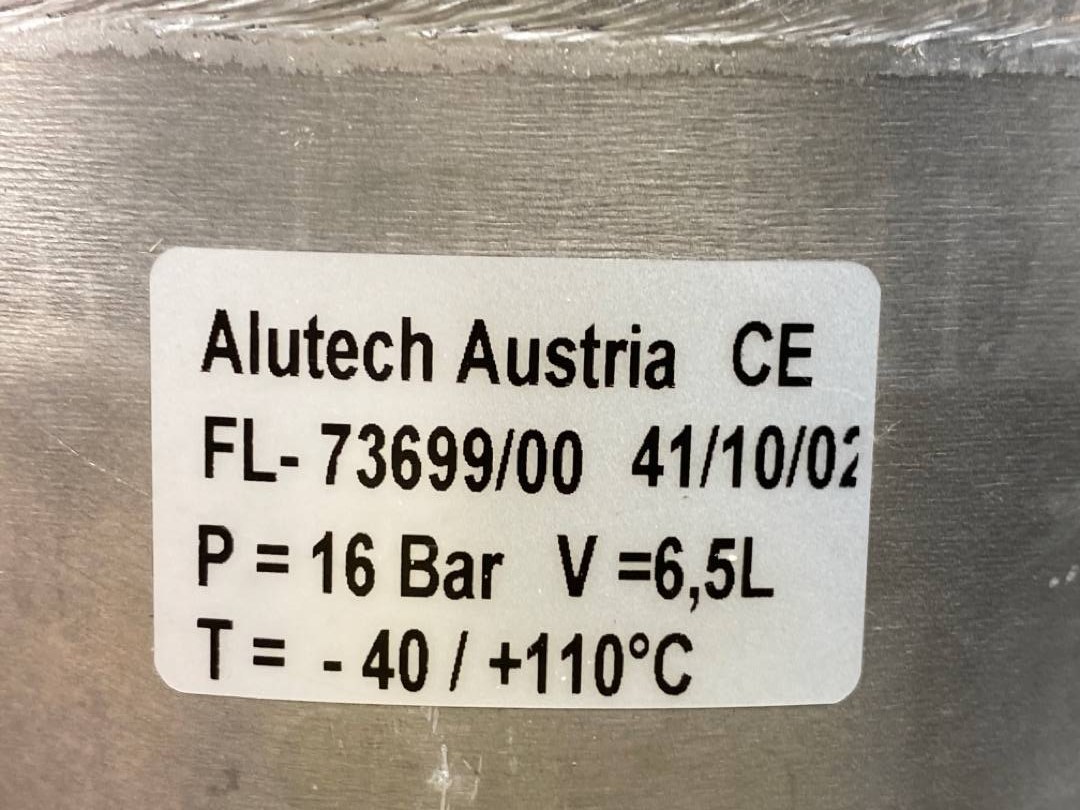 Alutech Austria CE
FL- 73699/00 41/10/02
P = 16 Bar V =6,5L
T = - 40 / +110°C